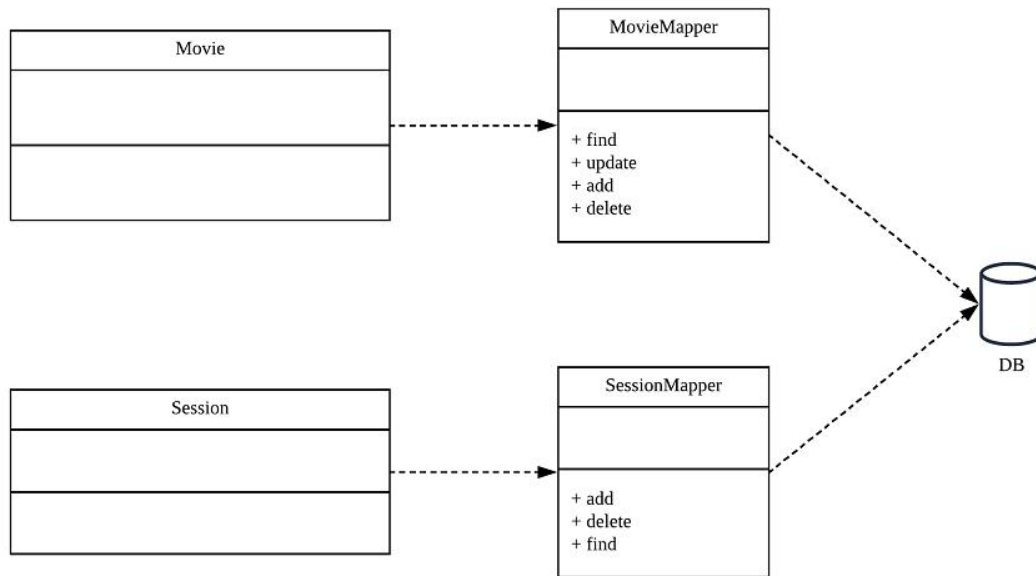 Movie
MovieMapper
+ find
+ update
+ add
+ delete
DB
Session
SessionMapper
+ add
+ delete
+ find